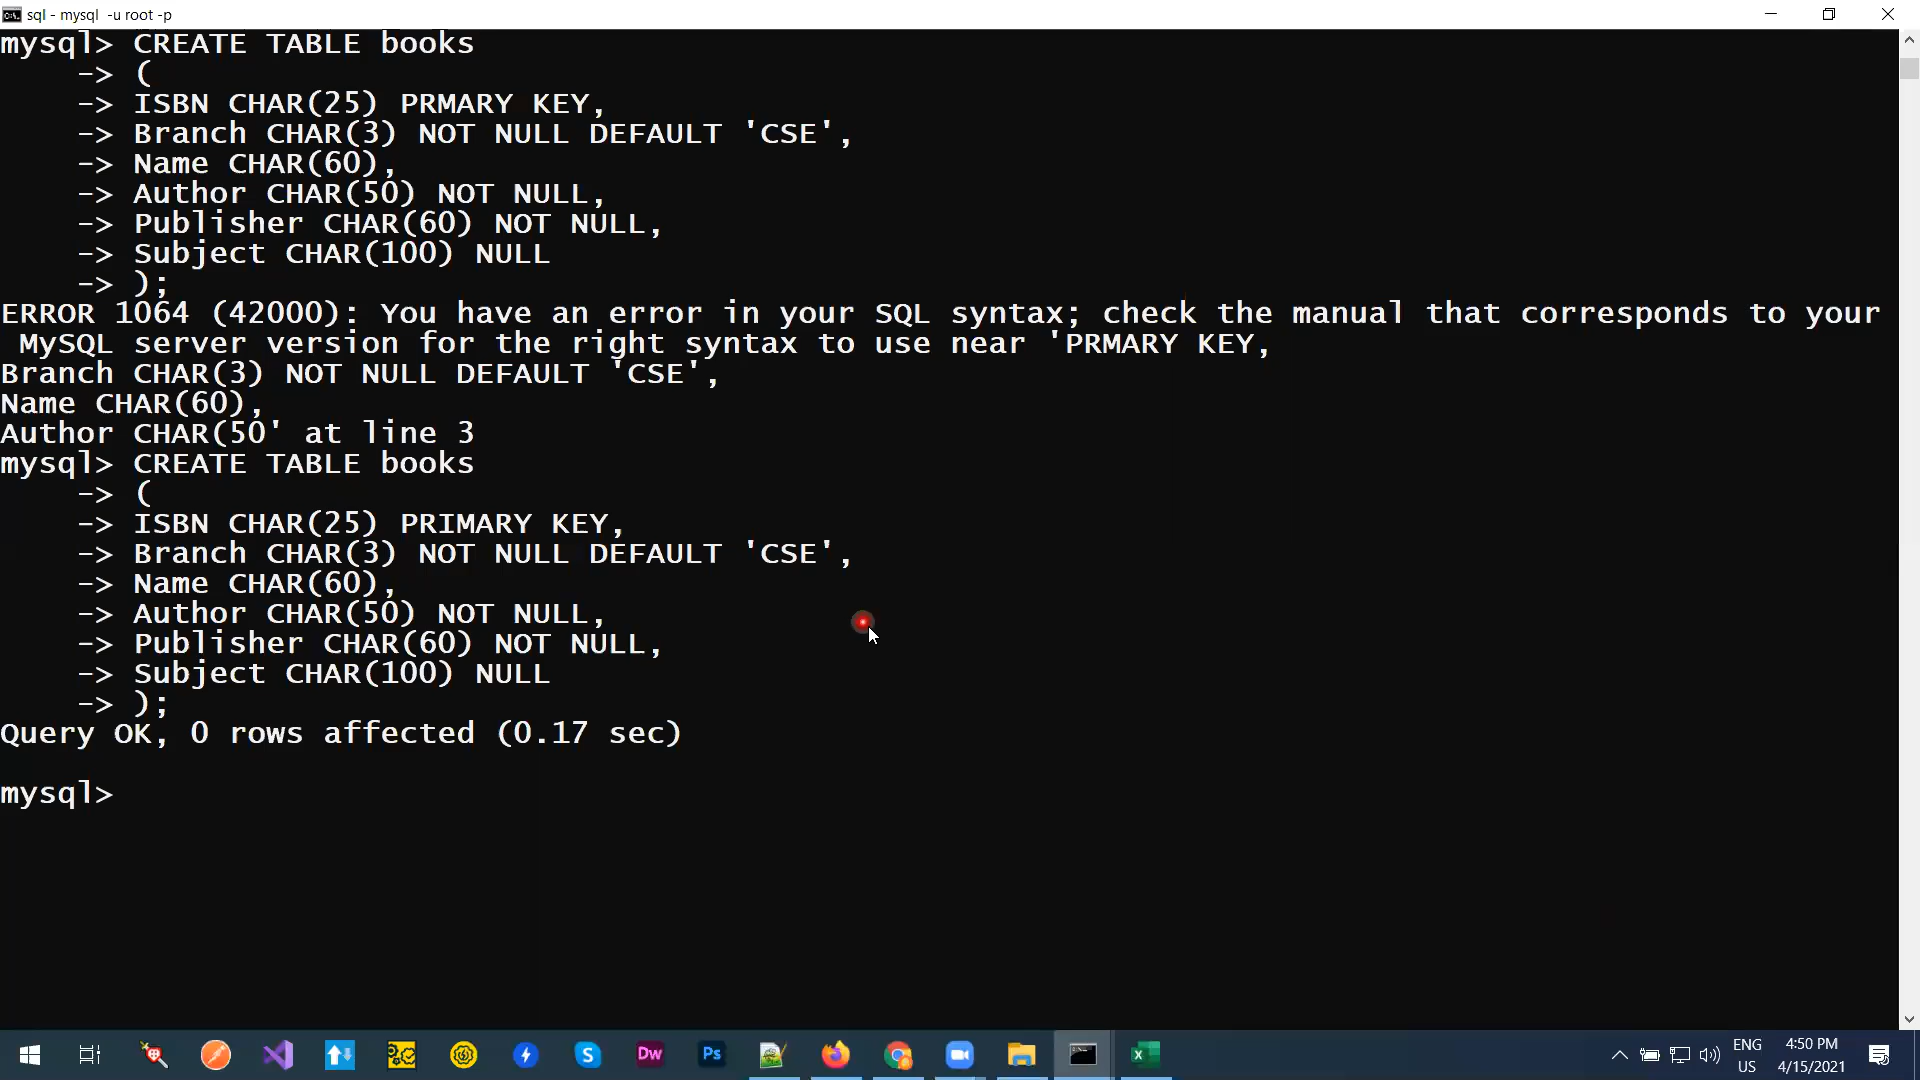 sql - mysql  -u root -p
mysql> CREATE TABLE books
    -> (
    -> ISBN CHAR(25) PRMARY KEY,
    -> Branch CHAR(3) NOT NULL DEFAULT 'CSE',
    -> Name CHAR(60),
    -> Author CHAR(50) NOT NULL,
    -> Publisher CHAR(60) NOT NULL,
    -> Subject CHAR(100) NULL
    -> );
ERROR 1064 (42000): You have an error in your SQL syntax; check the manual that corresponds to your
 MySQL server version for the right syntax to use near 'PRMARY KEY,
Branch CHAR(3) NOT NULL DEFAULT 'CSE',
Name CHAR(60),
Author CHAR(50' at line 3
mysql> CREATE TABLE books
    -> (
    -> ISBN CHAR(25) PRIMARY KEY,
    -> Branch CHAR(3) NOT NULL DEFAULT 'CSE',
    -> Name CHAR(60),
    -> Author CHAR(50) NOT NULL,
    -> Publisher CHAR(60) NOT NULL,
    -> Subject CHAR(100) NULL
    -> );
Query OK, 0 rows affected (0.17 sec)
mysql>
Dw
Ps
ENG
US
4:50 PM
4/15/2021